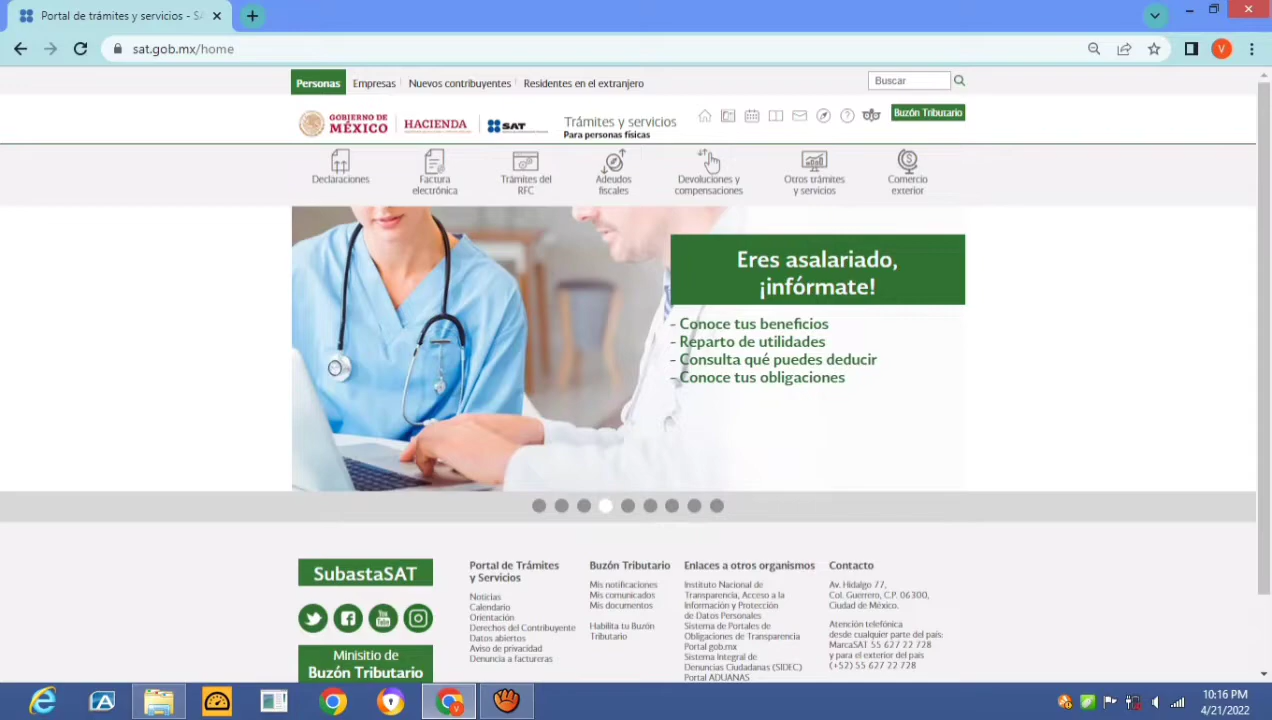 Portal de trámites y servicios - SA
sat.gob.mx/home
V
Personas
Empresas
Nuevos contribuyentes
Residentes en el extranjero
Buscar
GOBIERNO DE
MÉXICO
HACIENDA
SAT
Trámites y servicios
Para personas físicas
Buzón Tributario
Declaraciones
Factura
electrónica
Trámites del
RFC
Adeudos
fiscales
Devoluciones y
compensaciones
Otros trámites
y servicios
Comercio
exterior
Eres asalariado,
¡infórmate!
- Conoce tus beneficios
- Reparto de utilidades
- Consulta qué puedes deducir
- Conoce tus obligaciones
SubastaSAT
You
Tube
Minisitio de
Buzón Tributario
Portal de Trámites
y Servicios
Noticias
Calendario
Orientación
Derechos del Contribuyente
Datos abiertos
Aviso de privacidad
Denuncia a factureras
Buzón Tributario
Mis notificaciones
Mis comunicados
Mis documentos
Habilita tu Buzón
Tributario
Enlaces a otros organismos
Instituto Nacional de
Transparencia, Acceso a la
Información y Protección
de Datos Personales
Sistema de Portales de
Obligaciones de Transparencia
Portal gob.mx
Sistema Integral de
Denuncias Ciudadanas (SIDEC)
Portal ADUANAS
Contacto
Av. Hidalgo 77,
Col. Guerrero, C.P. 06300,
Ciudad de México.
Atención telefónica
desde cualquier parte del país:
MarcaSAT 55 627 22 728
y para el exterior del país
(+52) 55 627 22 728
10:16 PM
4/21/2022